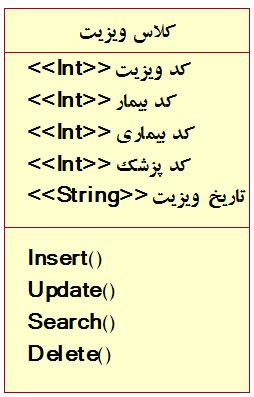 کلاس ویزیت
کد ویزیت <<Int>>
کد بیمار <<Int>>
کد بیماری <<Int>>
کد پزشک <<Int>>
تاریخ ویزیت <<String>>
Insert()
Update()
Search()
Delete()